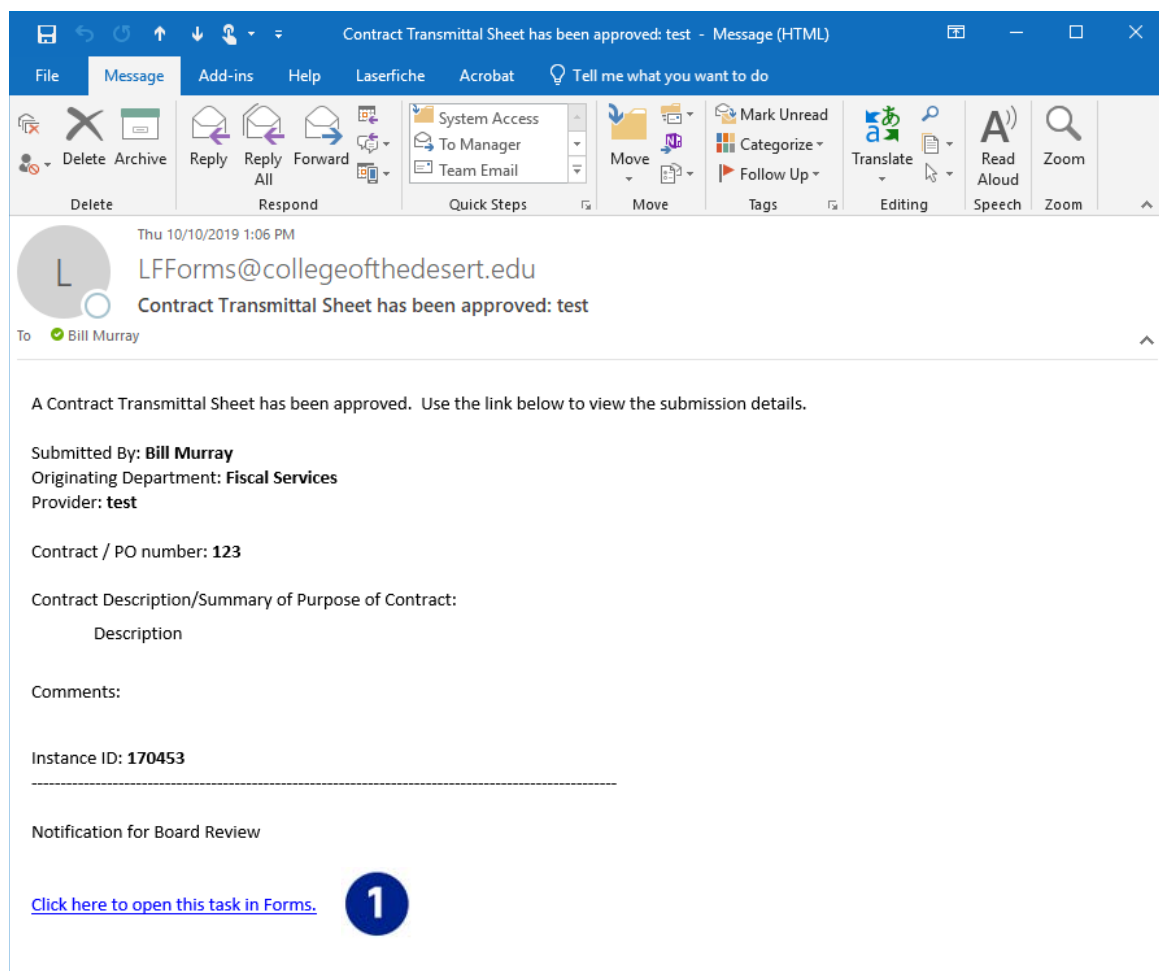 Contract Transmittal Sheet has been approved: test - Message (HTML)
File Message Add-ins Help Laserfiche Acrobat Tell me what you want to do
Delete Archive
Reply Reply All Forward
System Access
To Manager
Team Email
Move
Mark Unread
Categorize
Follow Up
Translate
Read Aloud
Zoom
Delete Respond Quick Steps Move Tags Editing Speech Zoom
Thu 10/10/2019 1:06 PM
L
LFForms@collegeofthedesert.edu
Contract Transmittal Sheet has been approved: test
To Bill Murray
A Contract Transmittal Sheet has been approved. Use the link below to view the submission details.
Submitted By: Bill Murray
Originating Department: Fiscal Services
Provider: test
Contract / PO number: 123
Contract Description/Summary of Purpose of Contract:
Description
Comments:
Instance ID: 170453
----------------------------------------------------------------------------------------------------
Notification for Board Review
Click here to open this task in Forms. 1